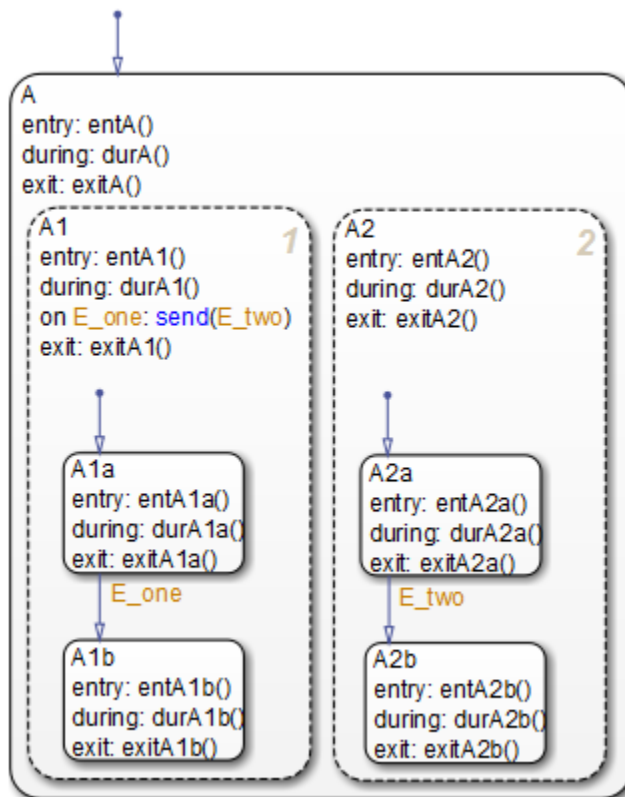 A
entry: entA()
during: durA()
exit: exitA()
A1
1
entry: entA1()
during: durA1()
on E_one: send(E_two)
exit: exitA1()
A1a
entry: entA1a()
during: durA1a()
exit: exitA1a()
E_one
A1b
entry: entA1b()
during: durA1b()
exit: exitA1b()
A2
2
entry: entA2()
during: durA2()
exit: exitA2()
A2a
entry: entA2a()
during: durA2a()
exit: exitA2a()
E_two
A2b
entry: entA2b()
during: durA2b()
exit: exitA2b()